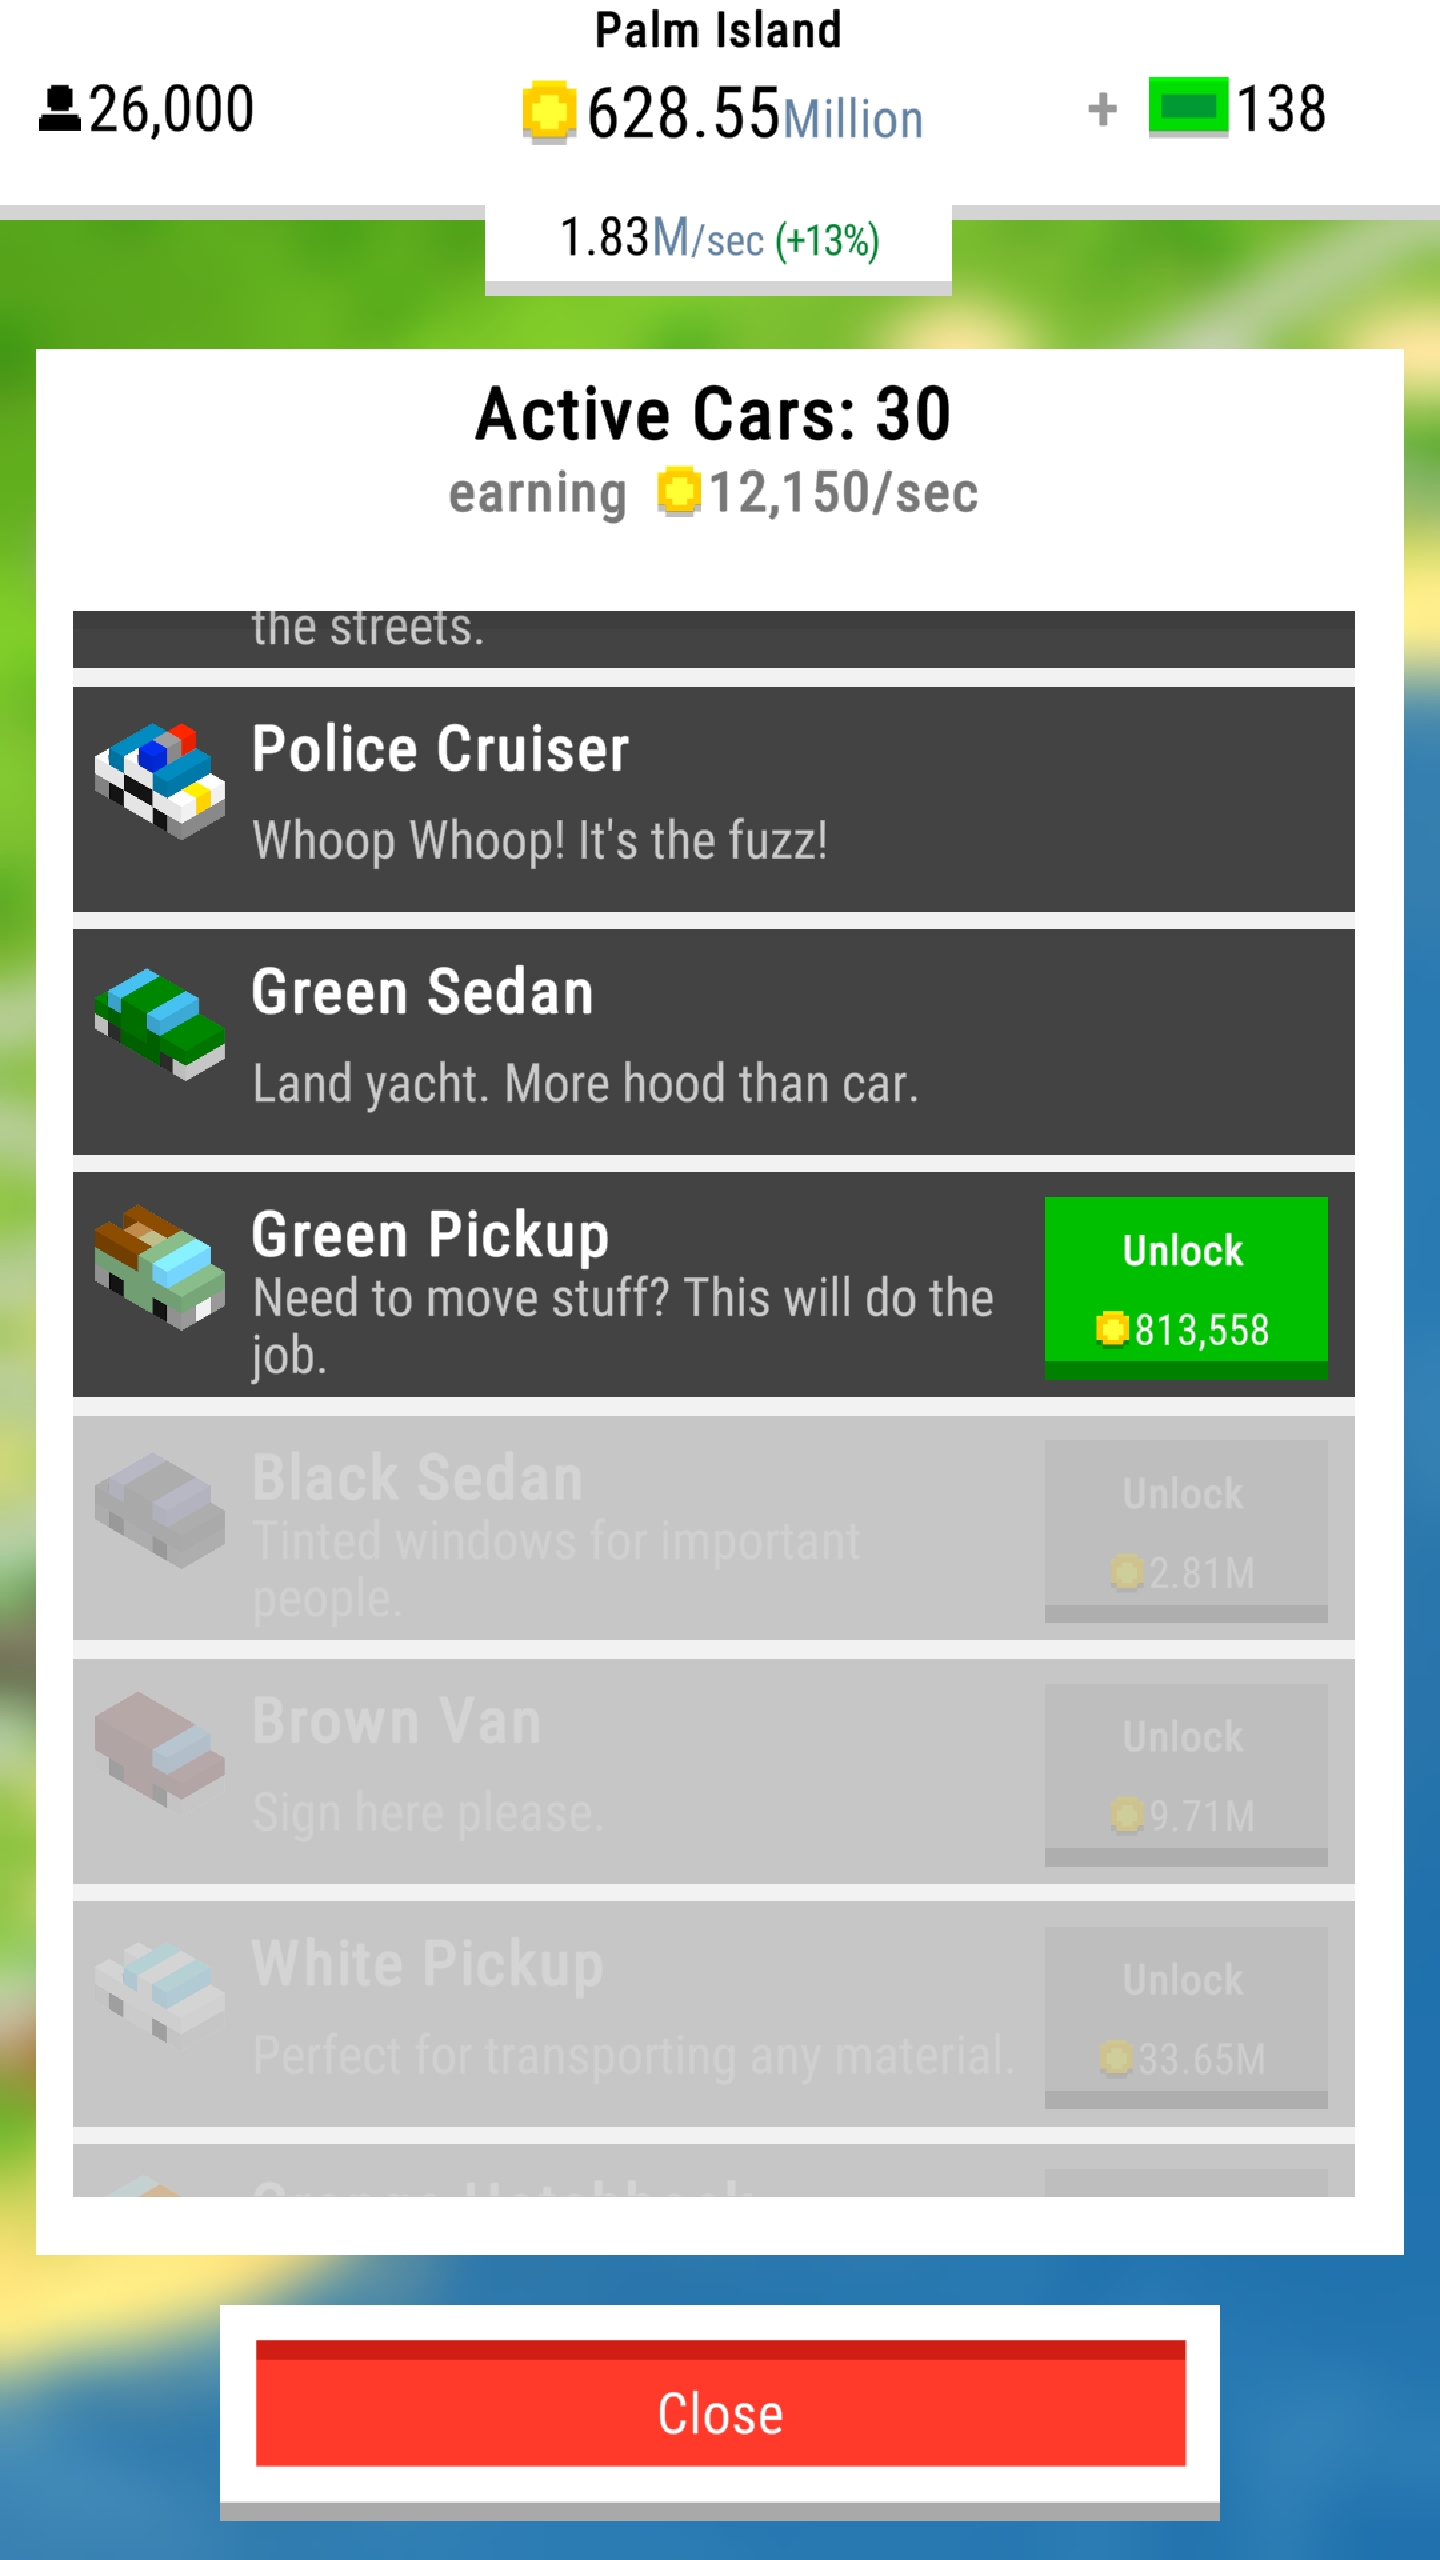 Palm Island
26,000
628.55Million
+ 138
1.83M/sec (+13%)
Active Cars: 30
earning 12,150/sec
the streets.
Police Cruiser
Whoop Whoop! It's the fuzz!
Green Sedan
Land yacht. More hood than car.
Green Pickup
Need to move stuff? This will do the
job.
Unlock
813,558
Black Sedan
Tinted windows for important
people.
Unlock
2.81M
Brown Van
Sign here please.
Unlock
9.71M
White Pickup
Perfect for transporting any material.
Unlock
33.65M
Orange Hatchback
Close